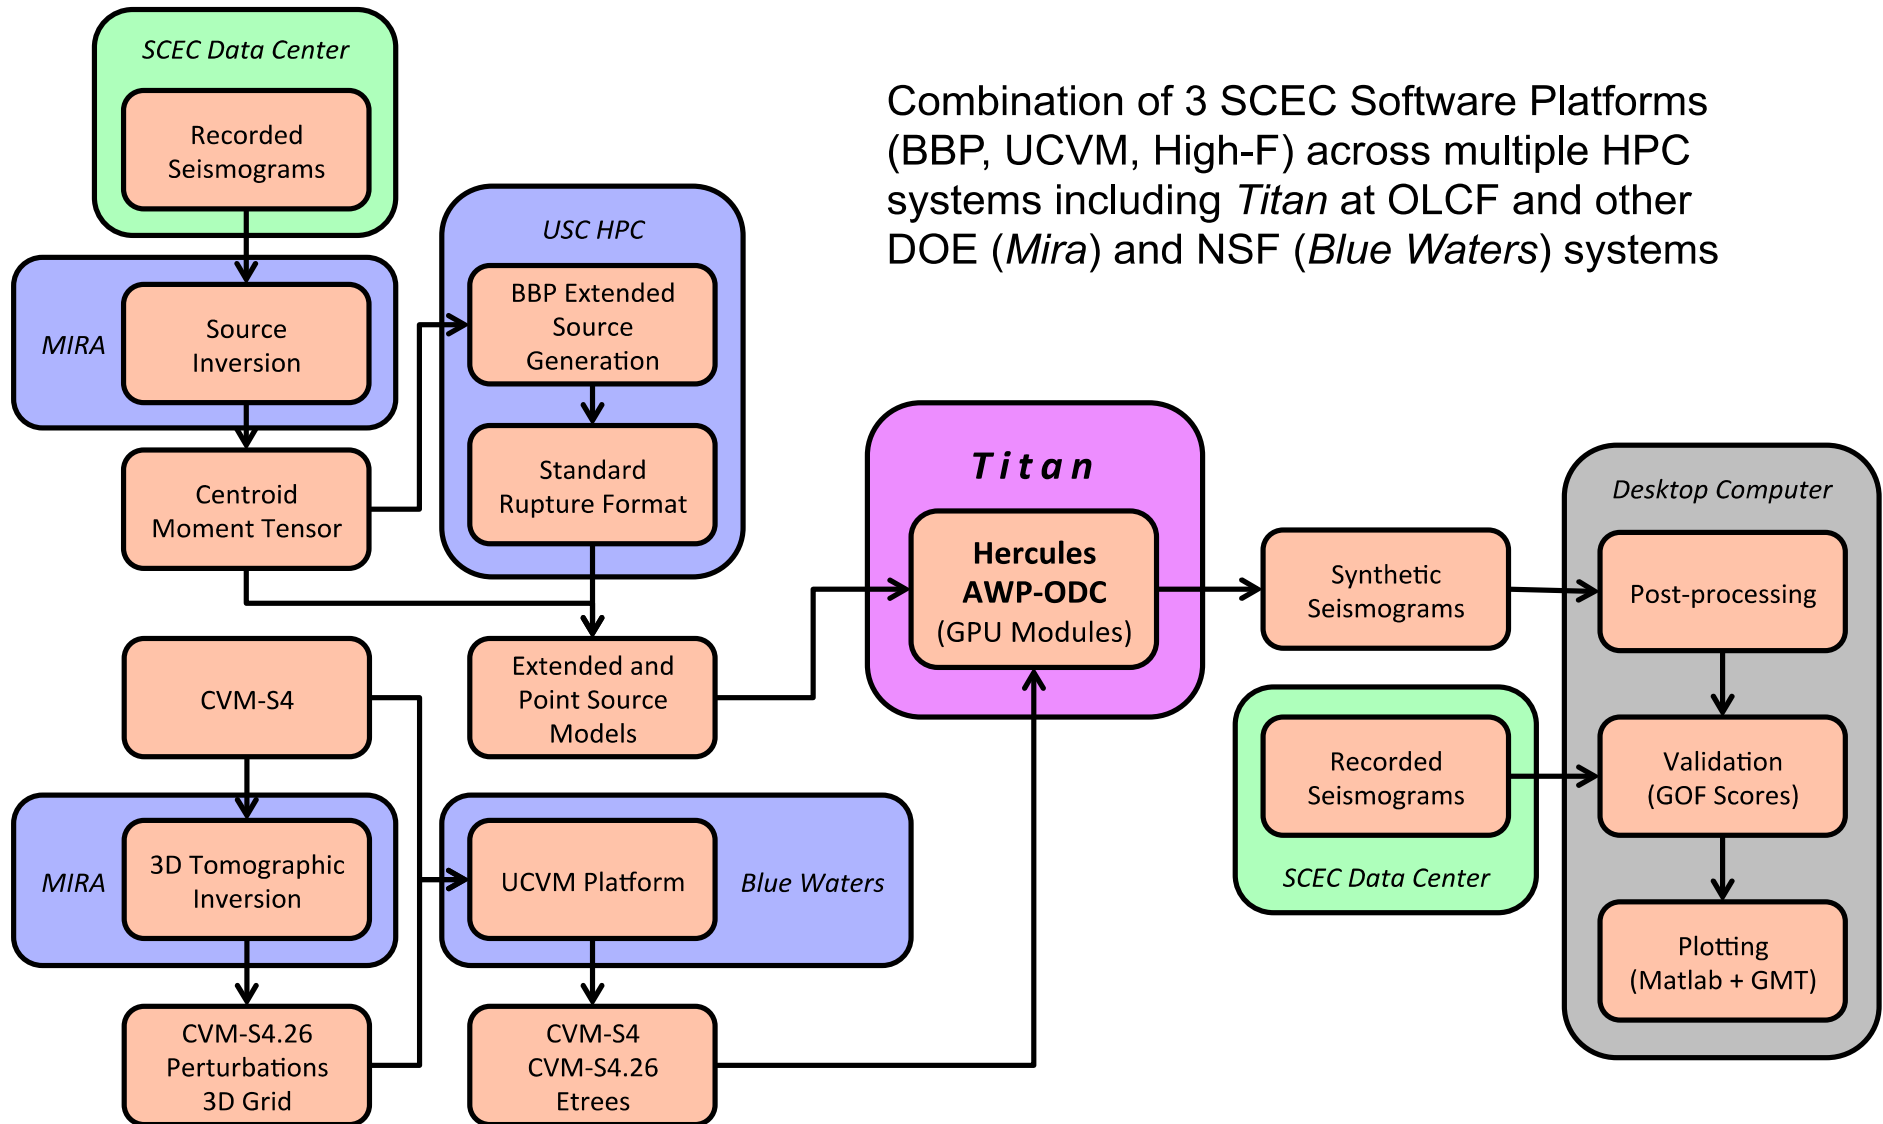 SCEC Data Center
Recorded
Seismograms
Combination of 3 SCEC Software Platforms
(BBP, UCVM, High-F) across multiple HPC
systems including Titan at OLCF and other
DOE (Mira) and NSF (Blue Waters) systems
MIRA
Source
Inversion
Centroid
Moment Tensor
USC HPC
BBP Extended
Source
Generation
Standard
Rupture Format
Extended and
Point Source
Models
CVM-S4
MIRA
3D Tomographic
Inversion
CVM-S4.26
Perturbations
3D Grid
UCVM Platform
Blue Waters
CVM-S4
CVM-S4.26
Etrees
Titan
Hercules
AWP-ODC
(GPU Modules)
Synthetic
Seismograms
Recorded
Seismograms
SCEC Data Center
Desktop Computer
Post-processing
Validation
(GOF Scores)
Plotting
(Matlab + GMT)